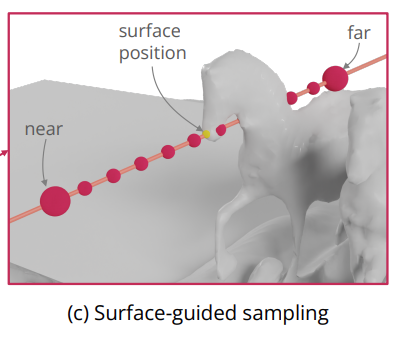 surface
position
far
near
(c) Surface-guided sampling